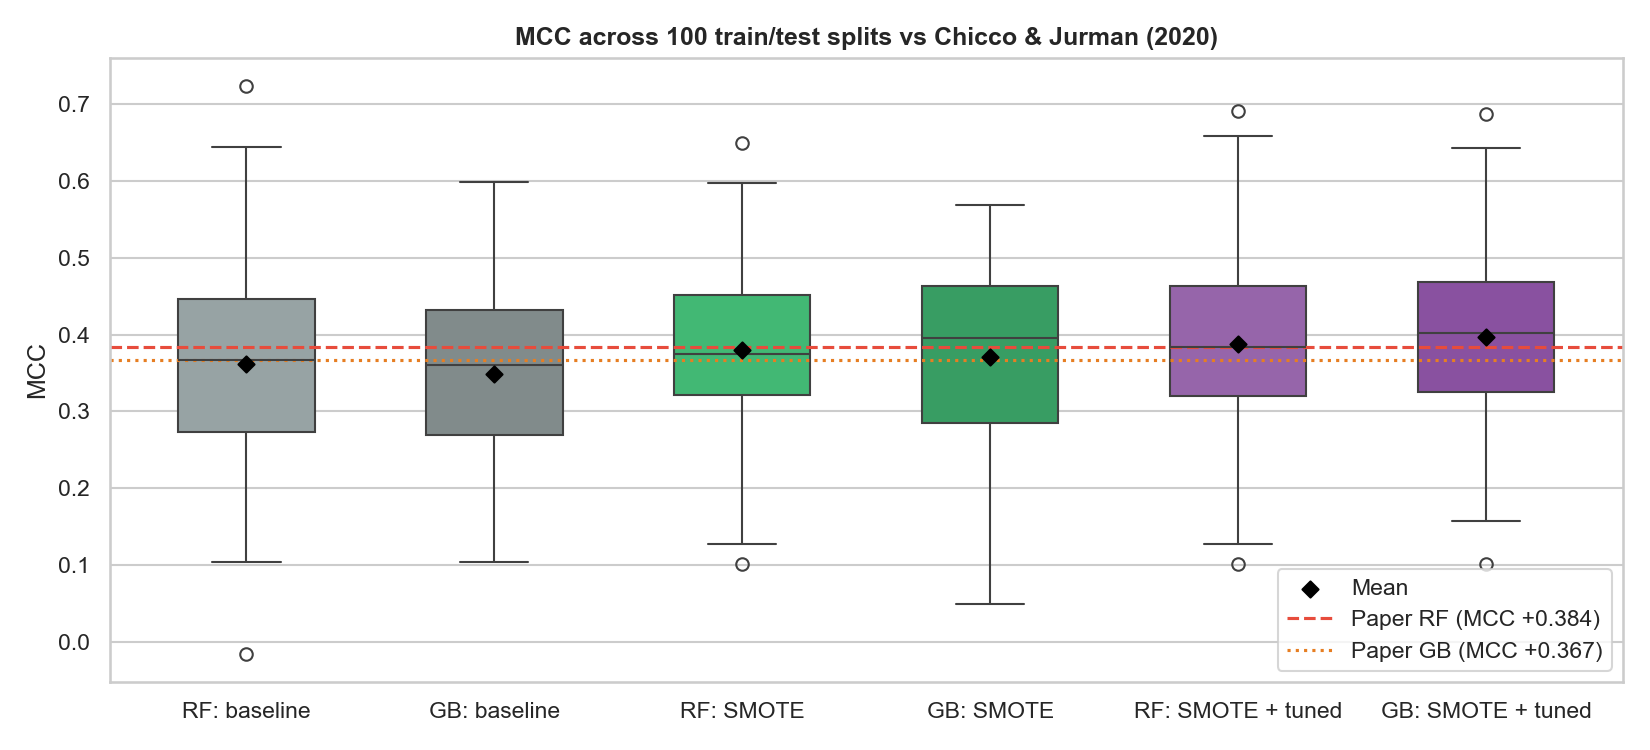 MCC across 100 train/test splits vs Chicco & Jurman (2020)
MCC
0.7
0.6
0.5
0.4
0.3
0.2
0.1
0.0
Mean
Paper RF (MCC +0.384)
Paper GB (MCC +0.367)
RF: baseline
GB: baseline
RF: SMOTE
GB: SMOTE
RF: SMOTE + tuned
GB: SMOTE + tuned